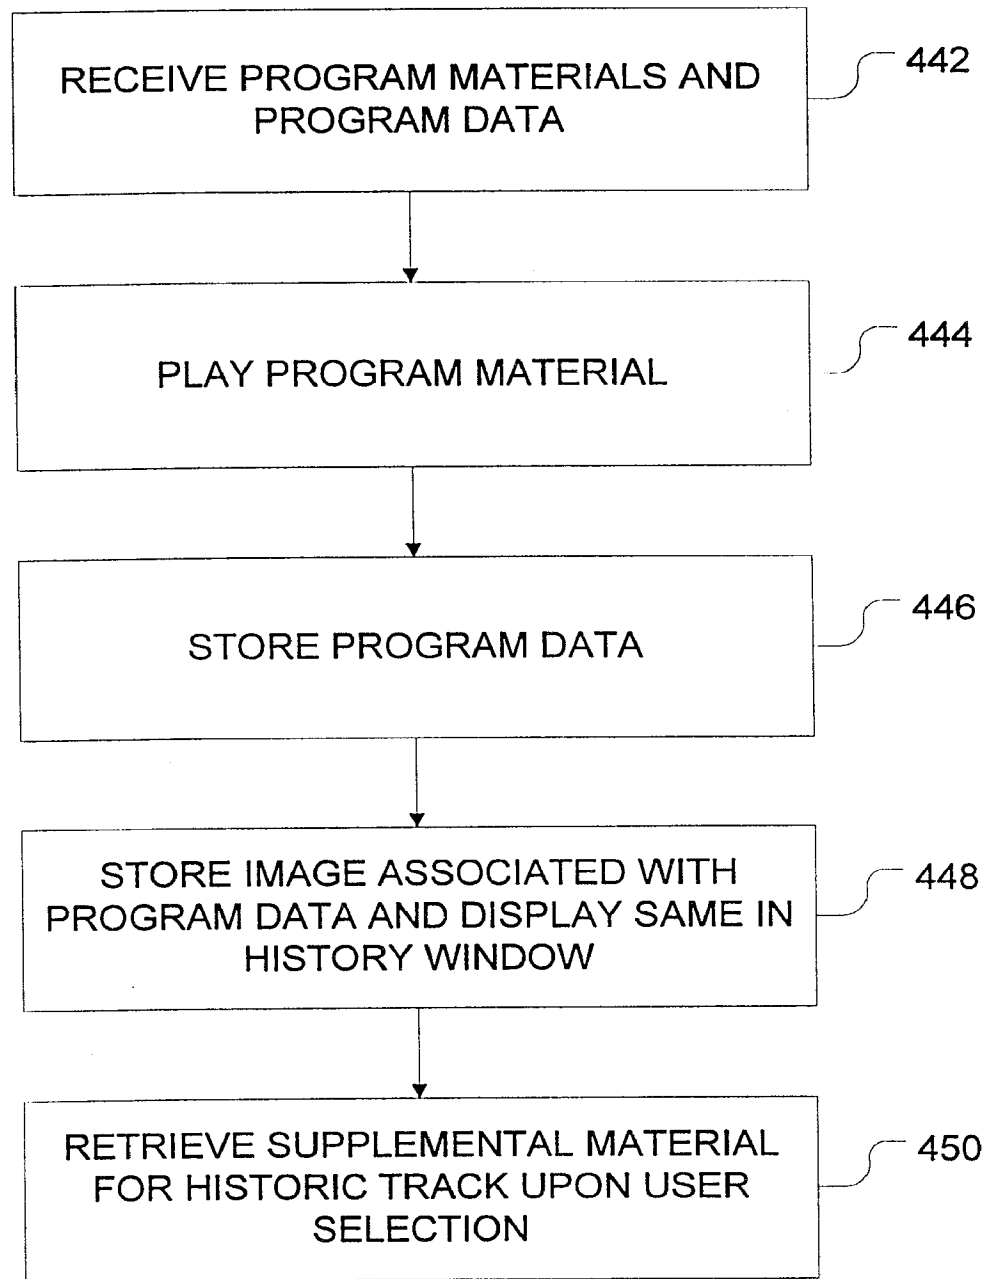 RECEIVE PROGRAM MATERIALS AND
PROGRAM DATA
442
PLAY PROGRAM MATERIAL
444
STORE PROGRAM DATA
446
STORE IMAGE ASSOCIATED WITH
PROGRAM DATA AND DISPLAY SAME IN
HISTORY WINDOW
448
RETRIEVE SUPPLEMENTAL MATERIAL
FOR HISTORIC TRACK UPON USER
SELECTION
450